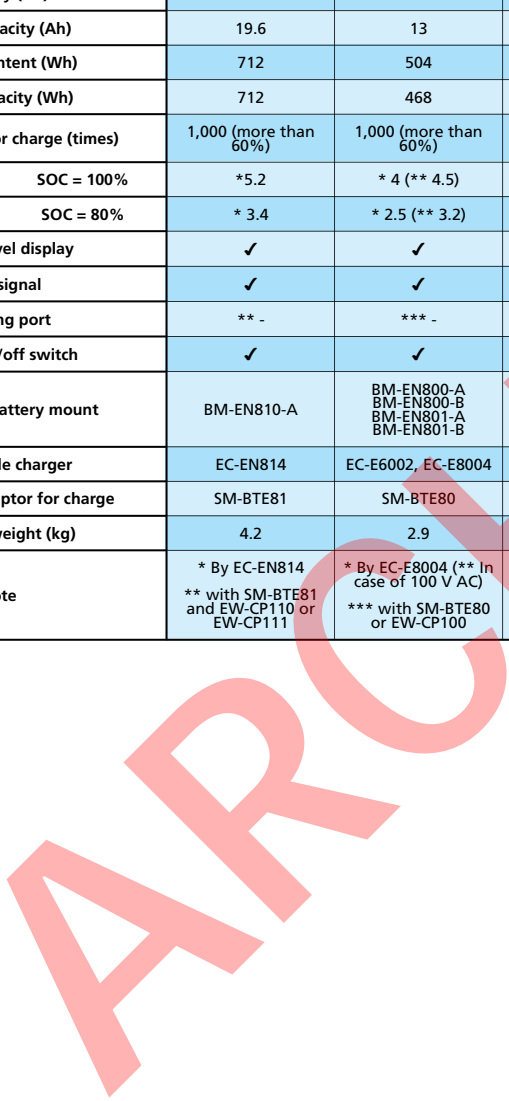 acity (Ah) 19.6 13
ntent (Wh) 712 504
acity (Wh) 712 468
or charge (times) 1,000 (more than 60%) 1,000 (more than 60%)
SOC = 100% *5.2 * 4 (** 4.5)
SOC = 80% * 3.4 * 2.5 (** 3.2)
vel display ✔ ✔
signal ✔ ✔
ng port ** - *** -
/off switch ✔ ✔
attery mount BM-EN810-A BM-EN800-A
BM-EN800-B
BM-EN801-A
BM-EN801-B
le charger EC-EN814 EC-E6002, EC-E8004
ptor for charge SM-BTE81 SM-BTE80
weight (kg) 4.2 2.9
ote
* By EC-EN814
** with SM-BTE81
and EW-CP110 or
EW-CP111
* By EC-E8004 (** In
case of 100 V AC)
*** with SM-BTE80
or EW-CP100
ARC